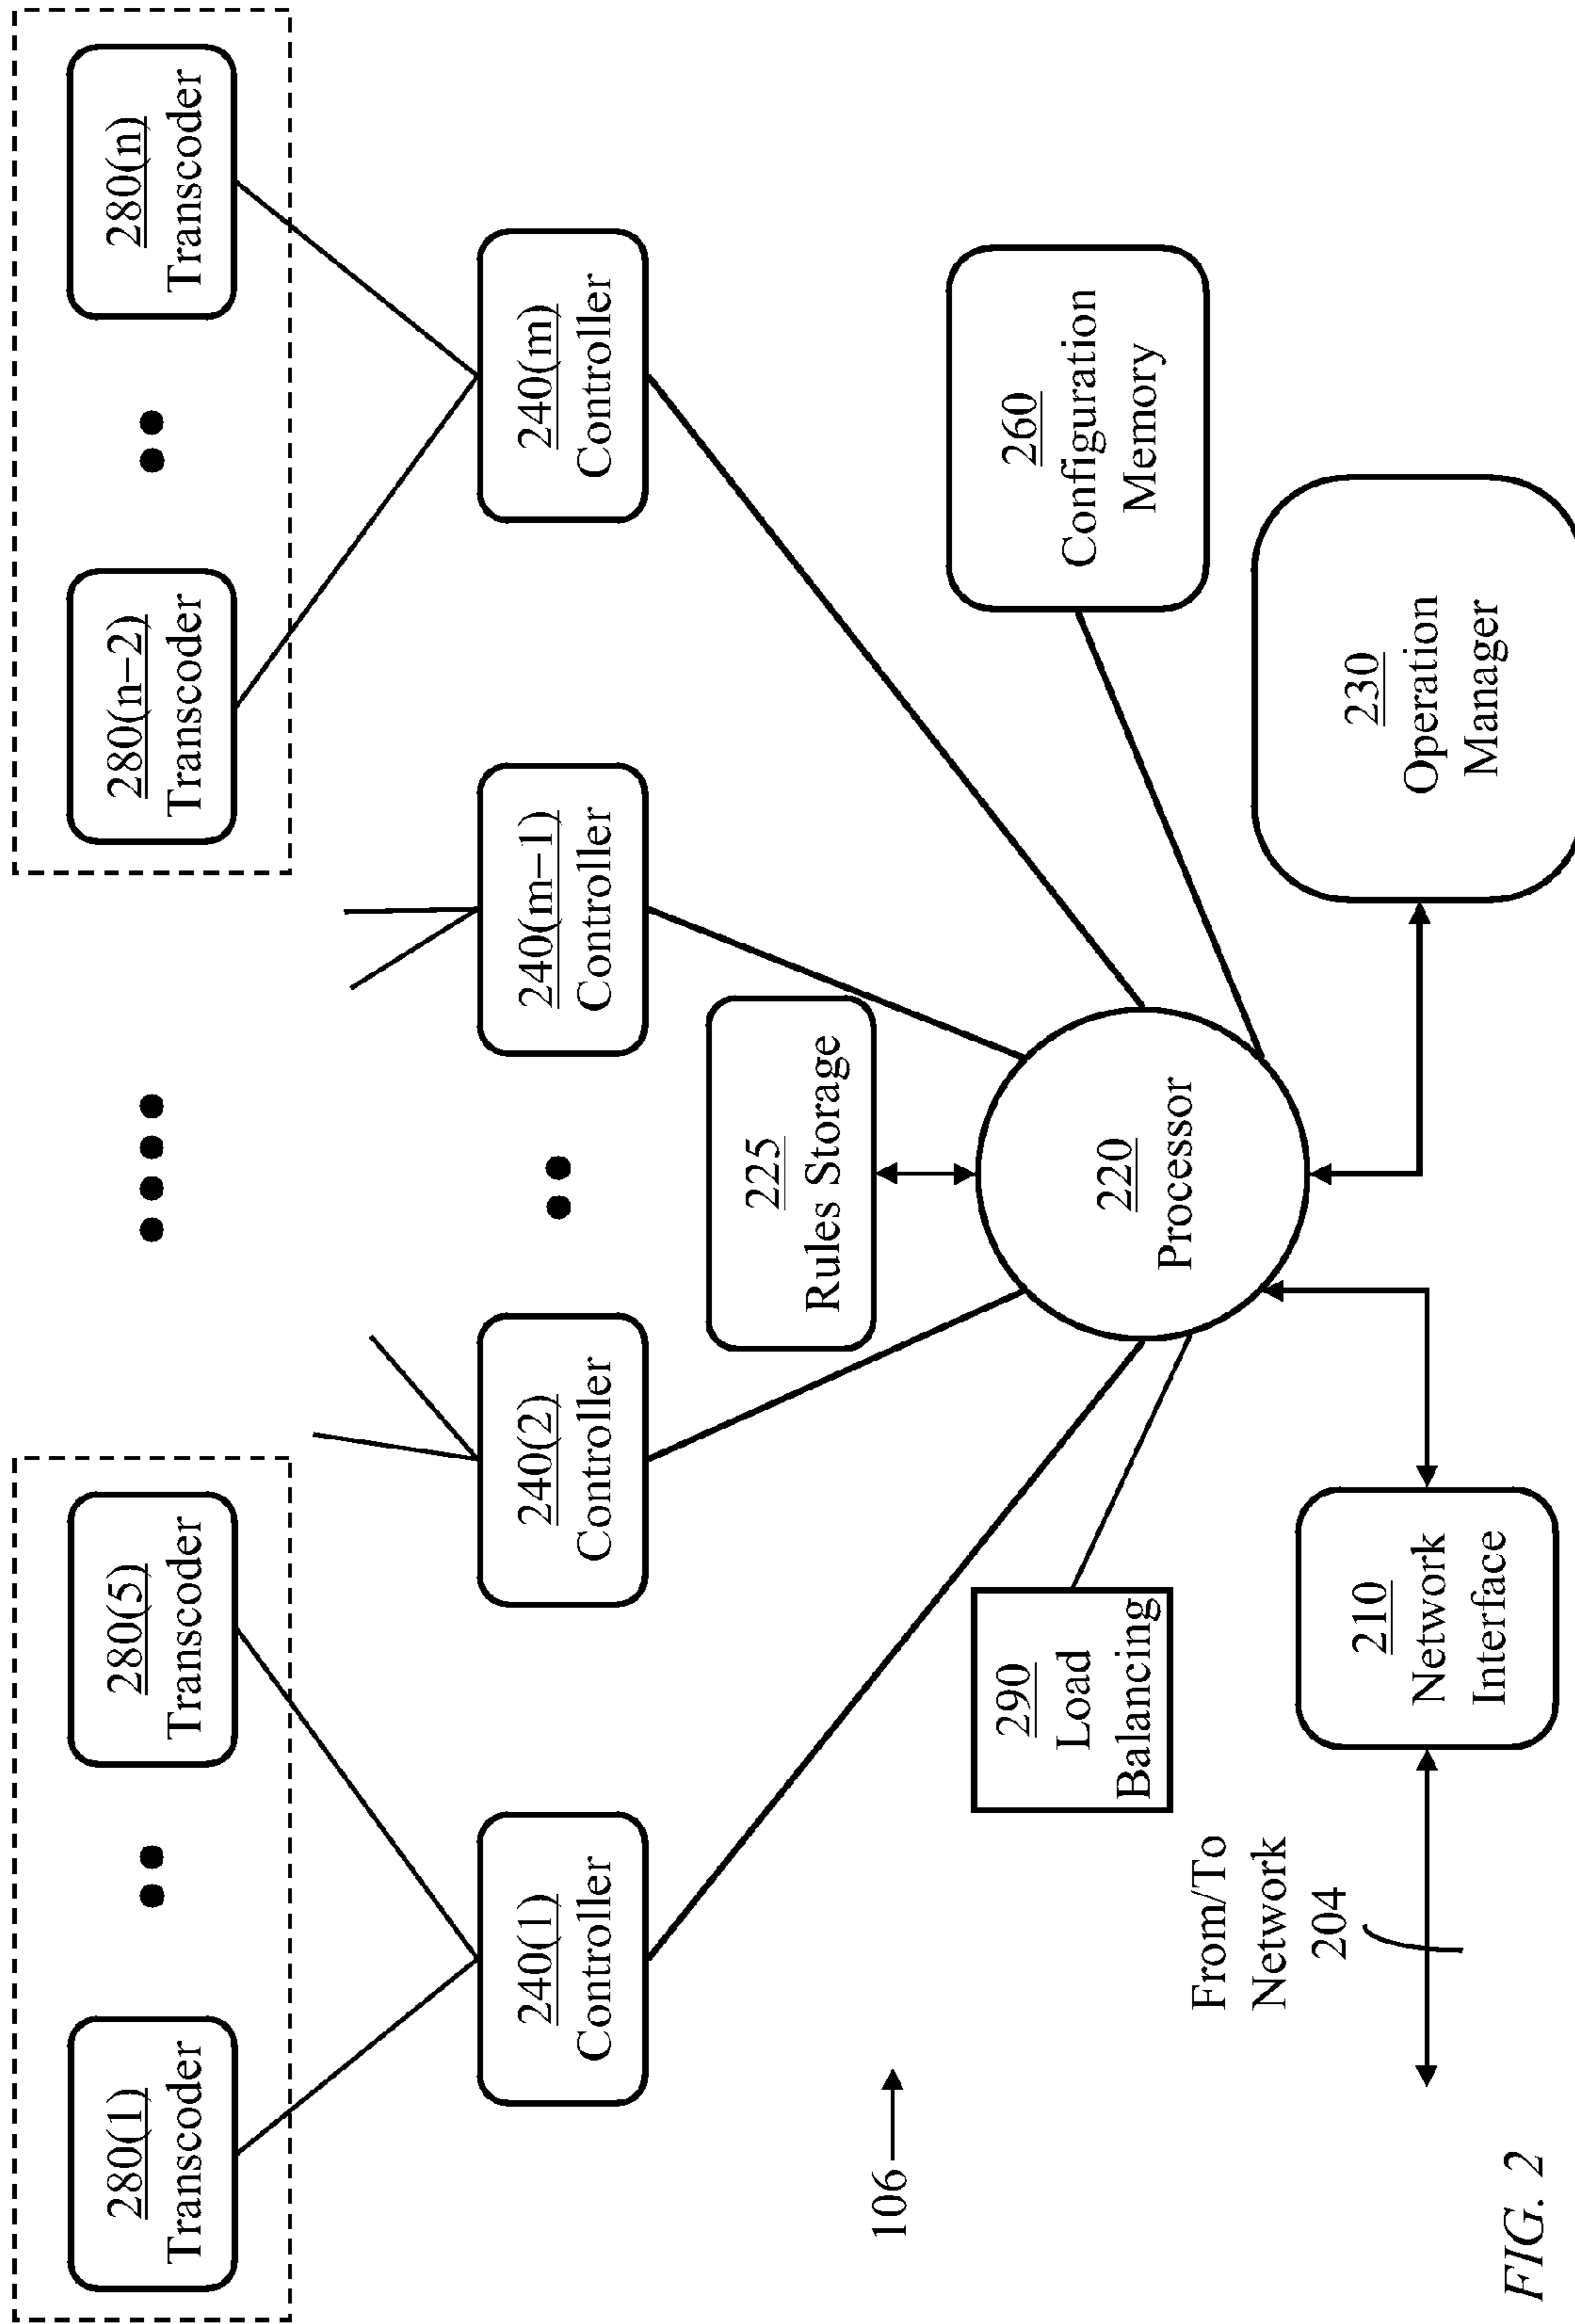 280(1)
Transcoder
280(5)
Transcoder
280(n−2)
Transcoder
280(n)
Transcoder
240(1)
Controller
240(2)
Controller
240(m−1)
Controller
240(m)
Controller
225
Rules Storage
106
290
Load
Balancing
220
Processor
260
Configuration
Memory
From/To
Network
204
210
Network
Interface
230
Operation
Manager
FIG. 2